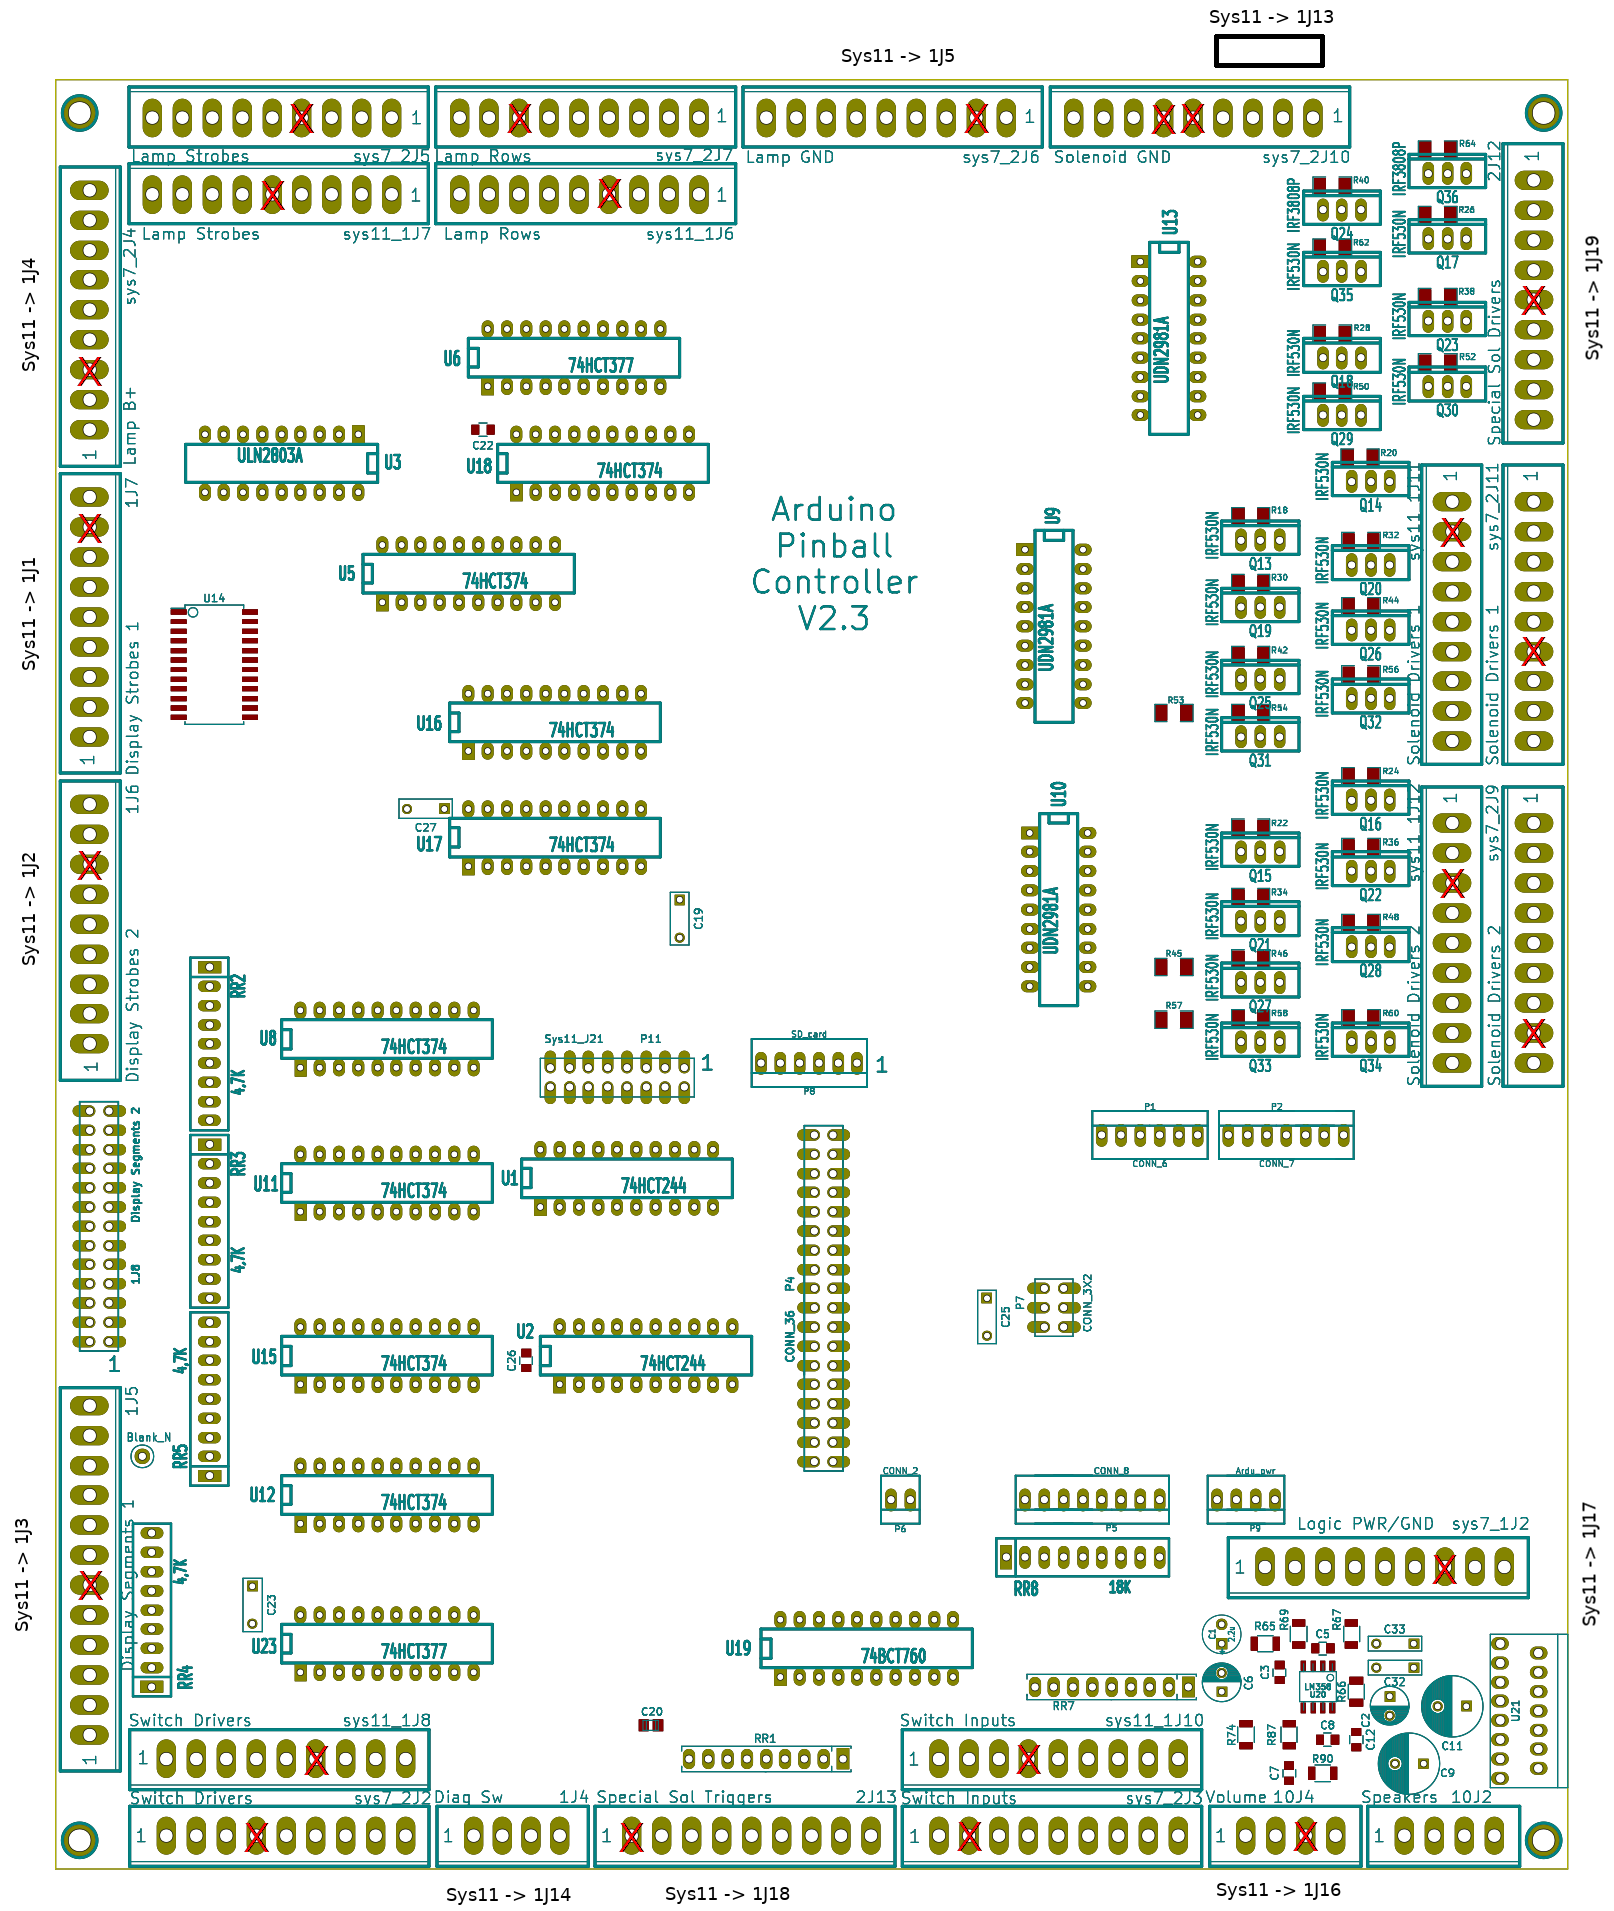 Sys11 -> 1J13
Sys11 -> 1J5
1
1
1
1
Lamp Strobes
sys7_2J5
Lamp Rows
sys7_2J7
Lamp GND
sys7_2J6
Solenoid GND
sys7_2J10
1
1
Lamp Strobes
sys11_1J7
Lamp Rows
sys11_1J6
Sys11 -> 1J4
sys7_2J4
Lamp B+
1
Sys11 -> 1J19
2J12
1
Special Sol Drivers
IRF3808P
R64
Q36
IRF3808P
R40
Q24
IRF530N
R26
Q17
IRF530N
R62
Q35
IRF530N
R38
Q23
IRF530N
R28
Q18
IRF530N
R52
Q30
IRF530N
R50
Q29
U13
UDN2981A
U6
74HCT377
C22
ULN2803A
U3
U18
74HCT374
Arduino
Pinball
Controller
V2.3
U5
74HCT374
U14
U9
UDN2981A
IRF530N
R20
Q14
IRF530N
R18
Q13
IRF530N
R32
Q20
IRF530N
R30
Q19
IRF530N
R44
Q26
IRF530N
R42
Q25
IRF530N
R56
Q32
IRF530N
R54
Q31
R53
1
sys11_1J11
Solenoid Drivers 1
1
sys7_2J11
Solenoid Drivers 1
Sys11 -> 1J1
1J7
Display Strobes 1
1
U16
74HCT374
C27
U17
74HCT374
C19
U10
UDN2981A
IRF530N
R24
Q16
IRF530N
R22
Q15
IRF530N
R36
Q22
IRF530N
R34
Q21
IRF530N
R48
Q28
IRF530N
R46
Q27
IRF530N
R58
Q33
IRF530N
R60
Q34
R45
R57
1
sys11_1J12
Solenoid Drivers 2
1
sys7_2J9
Solenoid Drivers 2
Sys11 -> 1J2
1J6
Display Strobes 2
1
RR2
4,7K
U8
74HCT374
Sys11_J21
P11
1
SD_card
1
P8
P1
CONN_6
P2
CONN_7
Display Segments 2
1J8
1
RR3
4,7K
U11
74HCT374
U1
74HCT244
P4
CONN_36
C25
P7
CONN_3X2
U15
74HCT374
C26
U2
74HCT244
4,7K
RR5
Sys11 -> 1J3
1J5
Blank_N
Display Segments 1
1
4,7K
RR4
U12
74HCT374
C23
U23
74HCT377
CONN_2
P6
CONN_8
P5
Ardu_pwr
P9
RR8
18K
Logic PWR/GND
sys7_1J2
1
Sys11 -> 1J17
U19
74BCT760
RR7
C20
RR1
C1
2.2u
C6
R65
R69
C5
R67
C33
C3
LM358
U20
R66
C32
C2
C11
U21
R74
R87
C8
C12
C7
R90
C9
Switch Drivers
sys11_1J8
1
Switch Inputs
sys11_1J10
1
Switch Drivers
sys7_2J2
Diag Sw
1J4
Special Sol Triggers
2J13
Switch Inputs
sys7_2J3
Volume 10J4
Speakers 10J2
1
1
1
1
1
1
Sys11 -> 1J14
Sys11 -> 1J18
Sys11 -> 1J16